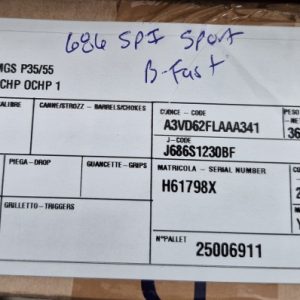 686 SPI Sport
B-Fast
MGS P35/55
CHP OCHP 1
CALIBRE
CANNE/STROZZ - BARRELS/CHOKES
CODICE - CODE
A3VD62FLAAA341
PESO
NET
36
J - CODE
J686S1230BF
PIEGA-DROP
GUANCETTE-GRIPS
MATRICOLA - SERIAL NUMBER
H61798X
GRILLETTO-TRIGGERS
N°PALLET
25006911